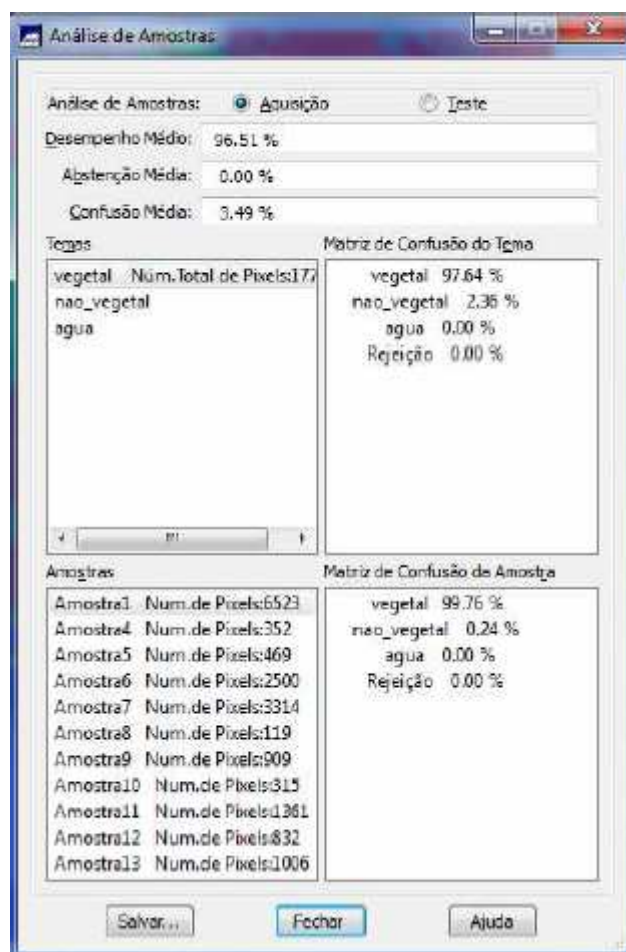 Análise de Amostras
Análise de Amostras: Aquisição Teste
Desempenho Médio: 96.51 %
Abstenção Média: 0.00 %
Confusão Média: 3.49 %
Temas
vegetal Núm.Total de Pixels:177
nao_vegetal
agua
Matriz de Confusão do Tema
vegetal 97.64 %
nao_vegetal 2.36 %
agua 0.00 %
Rejeição 0.00 %
Amostras
Amostra1 Num.de Pixels:6523
Amostra4 Num.de Pixels:352
Amostra5 Num.de Pixels:469
Amostra6 Num.de Pixels:2500
Amostra7 Num.de Pixels:3314
Amostra8 Num.de Pixels:119
Amostra9 Num.de Pixels:909
Amostra10 Num.de Pixels:315
Amostra11 Num.de Pixels:1361
Amostra12 Num.de Pixels:832
Amostra13 Num.de Pixels:1006
Matriz de Confusão da Amostra
vegetal 99.76 %
nao_vegetal 0.24 %
agua 0.00 %
Rejeição 0.00 %
Salvar... Fechar Ajuda